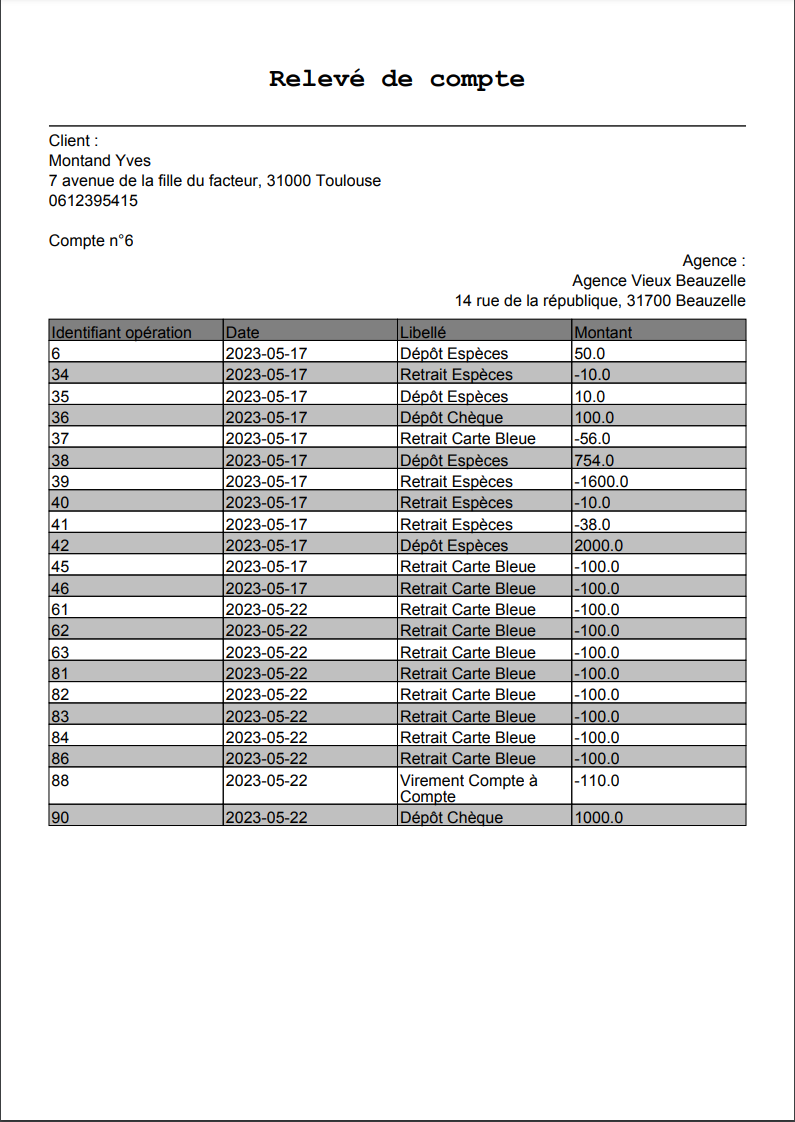 Relevé de compte
Client :
Montand Yves
7 avenue de la fille du facteur, 31000 Toulouse
0612395415
Compte n°6
Agence :
Agence Vieux Beauzelle
14 rue de la république, 31700 Beauzelle
Identifiant opération Date Libellé Montant
6 2023-05-17 Dépôt Espèces 50.0
34 2023-05-17 Retrait Espèces -10.0
35 2023-05-17 Dépôt Espèces 10.0
36 2023-05-17 Dépôt Chèque 100.0
37 2023-05-17 Retrait Carte Bleue -56.0
38 2023-05-17 Dépôt Espèces 754.0
39 2023-05-17 Retrait Espèces -1600.0
40 2023-05-17 Retrait Espèces -10.0
41 2023-05-17 Retrait Espèces -38.0
42 2023-05-17 Dépôt Espèces 2000.0
45 2023-05-17 Retrait Carte Bleue -100.0
46 2023-05-17 Retrait Carte Bleue -100.0
61 2023-05-22 Retrait Carte Bleue -100.0
62 2023-05-22 Retrait Carte Bleue -100.0
63 2023-05-22 Retrait Carte Bleue -100.0
81 2023-05-22 Retrait Carte Bleue -100.0
82 2023-05-22 Retrait Carte Bleue -100.0
83 2023-05-22 Retrait Carte Bleue -100.0
84 2023-05-22 Retrait Carte Bleue -100.0
86 2023-05-22 Retrait Carte Bleue -100.0
88 2023-05-22 Virement Compte à -110.0
Compte
90 2023-05-22 Dépôt Chèque 1000.0